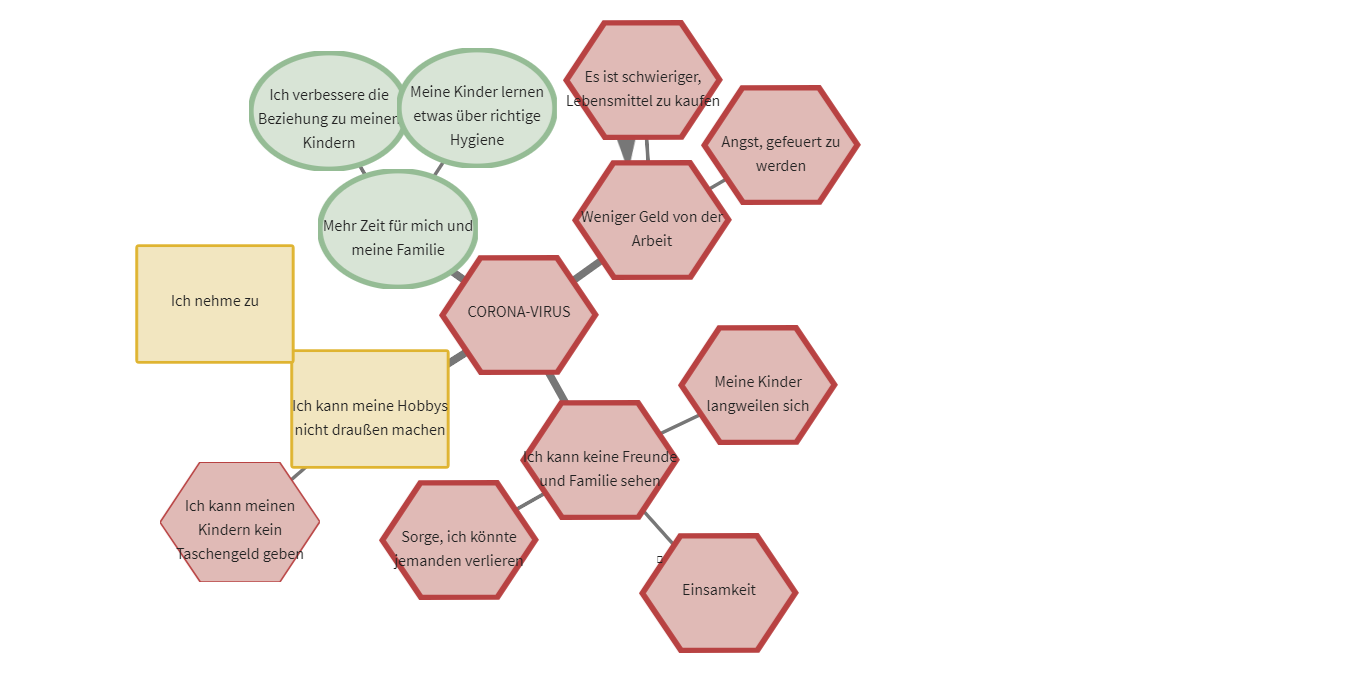 Es ist schwieriger,
Lebensmittel zu kaufen
Ich verbessere die
Beziehung zu meinen
Kindern
Meine Kinder lernen
etwas über richtige
Hygiene
Angst, gefeuert zu
werden
Mehr Zeit für mich und
meine Familie
Weniger Geld von der
Arbeit
Ich nehme zu
CORONA-VIRUS
Ich kann meine Hobbys
nicht draußen machen
Meine Kinder
langweilen sich
Ich kann keine Freunde
und Familie sehen
Ich kann meinen
Kindern kein
Taschengeld geben
Sorge, ich könnte
jemanden verlieren
Einsamkeit